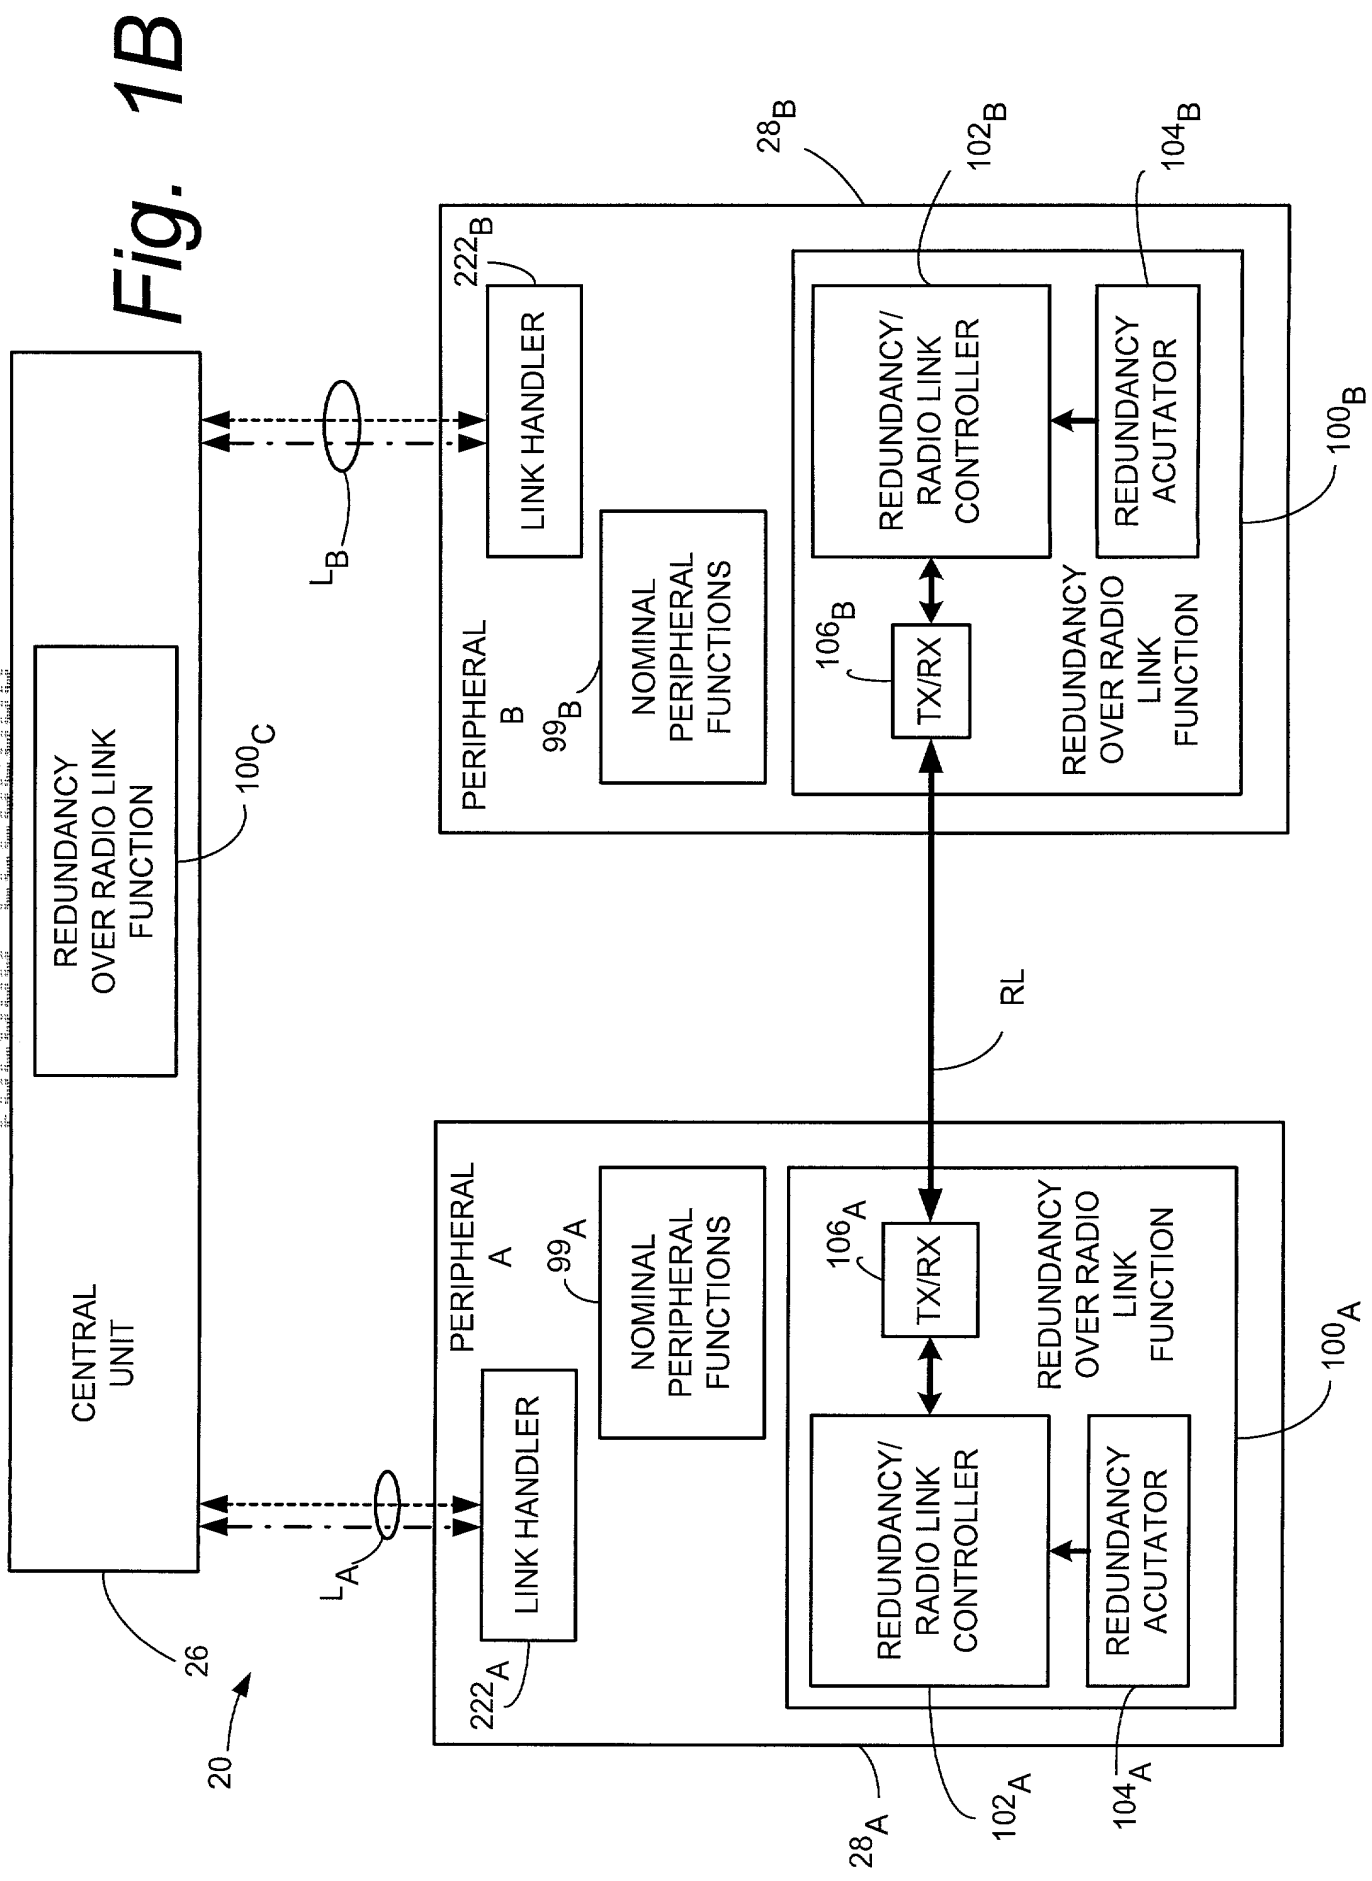 Fig. 1B
20
26
CENTRAL
UNIT
REDUNDANCY
OVER RADIO LINK
FUNCTION
100C
LA
LB
PERIPHERAL
A
222A
LINK HANDLER
99A
NOMINAL
PERIPHERAL
FUNCTIONS
28A
102A
REDUNDANCY/
RADIO LINK
CONTROLLER
106A
TX/RX
104A
REDUNDANCY
ACUTATOR
REDUNDANCY
OVER RADIO
LINK
FUNCTION
100A
RL
PERIPHERAL
B
222B
LINK HANDLER
99B
NOMINAL
PERIPHERAL
FUNCTIONS
28B
106B
TX/RX
102B
REDUNDANCY/
RADIO LINK
CONTROLLER
104B
REDUNDANCY
ACUTATOR
REDUNDANCY
OVER RADIO
LINK
FUNCTION
100B